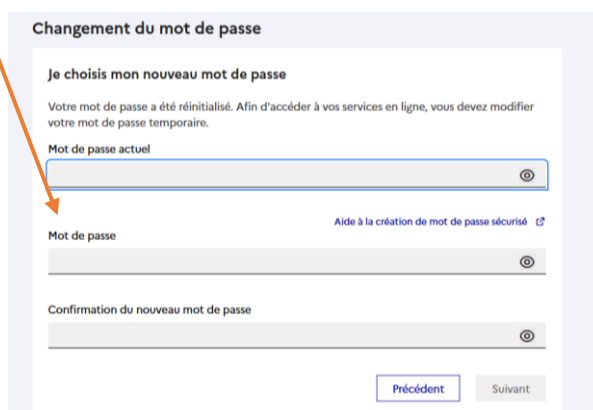 Changement du mot de passe
Je choisis mon nouveau mot de passe
Votre mot de passe a été réinitialisé. Afin d'accéder à vos services en ligne, vous devez modifier
votre mot de passe temporaire.
Mot de passe actuel
Aide à la création de mot de passe sécurisé
Mot de passe
Confirmation du nouveau mot de passe
Précédent Suivant